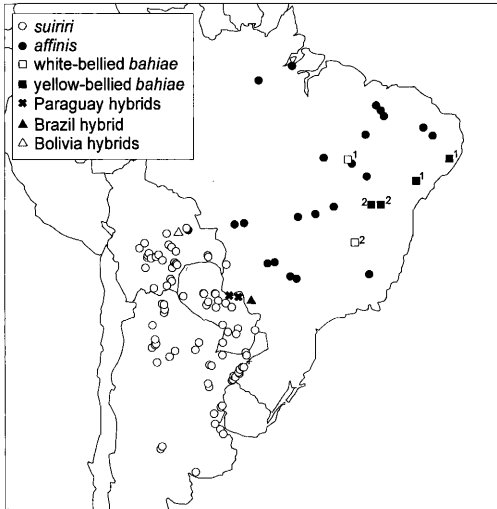 suiriri
affinis
white-bellied bahiae
yellow-bellied bahiae
Paraguay hybrids
Brazil hybrid
Bolivia hybrids
1
1
1
2 2
2